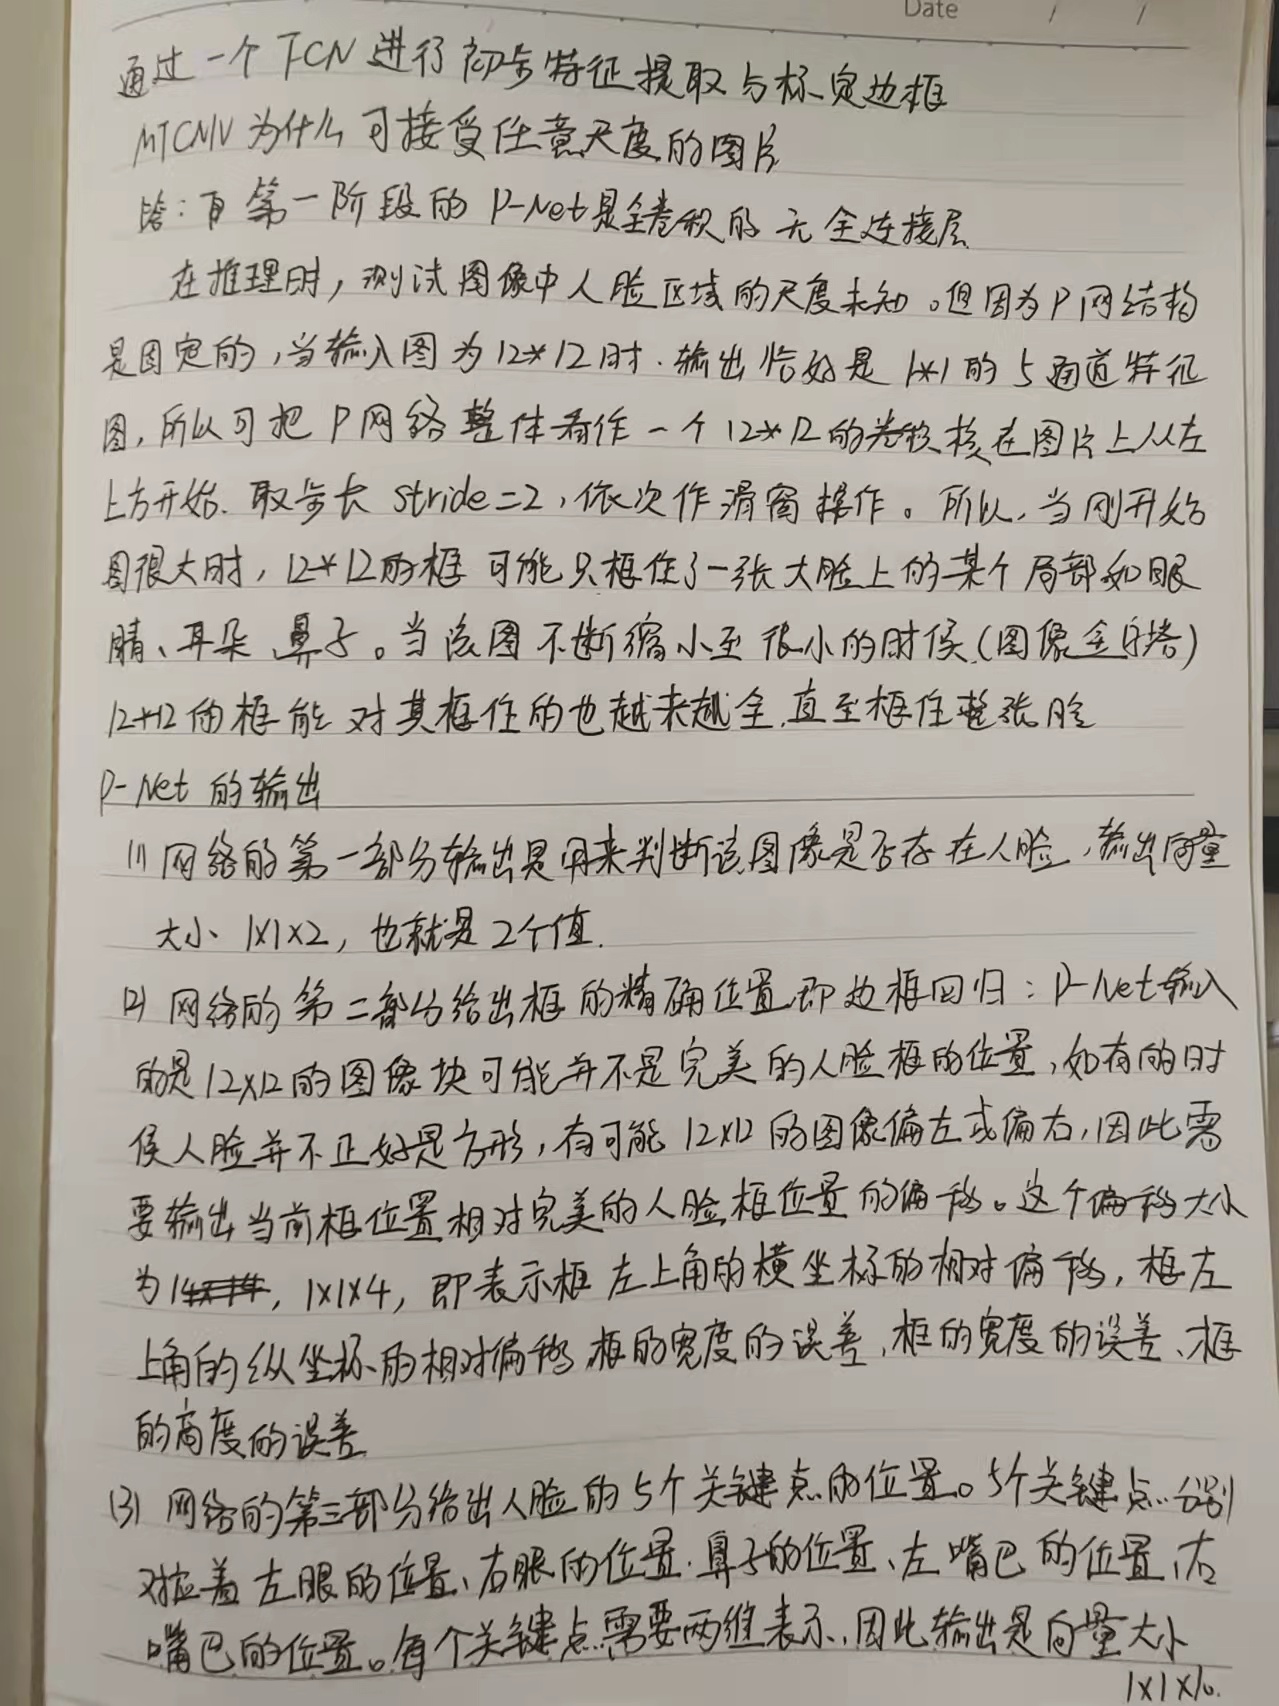 Date / /
通过一个FCN进行初步特征提取与标定边框
MTCNN为什么可接受任意尺度的图片
答：因第一阶段的P-Net是全卷积的 无全连接层
在推理时，测试图像中人脸区域的尺度未知。但因为P网结构
是固定的，当输入图为12*12时．输出恰好是1*1的5通道特征
图，所以可把P网络整体看作一个12*12的卷积核在图片上从左
上方开始．取步长stride=2，依次作滑窗操作。所以，当刚开始
图很大时，12*12的框可能只框住了一张大脸上的某个局部如眼
睛、耳朵、鼻子。当该图不断缩小至很小的时候（图像金字塔）
12*12的框能对其框住的也越来越全，直至框住整张脸
P-Net的输出
(1)网络的第一部分输出是用来判断该图像是否存在人脸，输出向量
大小1×1×2，也就是2个值．
(2)网络的第二部分给出框的精确位置即边框回归：P-Net输入
的是12×12的图像块可能并不是完美的人脸框的位置，如有的时
候人脸并不正好是方形，有可能12×12的图像偏左或偏右，因此需
要输出当前框位置相对完美的人脸框位置的偏移。这个偏移大小
为1×1×4，即表示框左上角的横坐标的相对偏移，框左
上角的纵坐标的相对偏移、框的宽度的误差，框的宽度的误差、框
的高度的误差
(3)网络的第三部分给出人脸的5个关键点的位置。5个关键点分别
对应着左眼的位置、右眼的位置．鼻子的位置、左嘴巴的位置、右
嘴巴的位置。每个关键点需要两维表示，因此输出是向量大小
1×1×10．